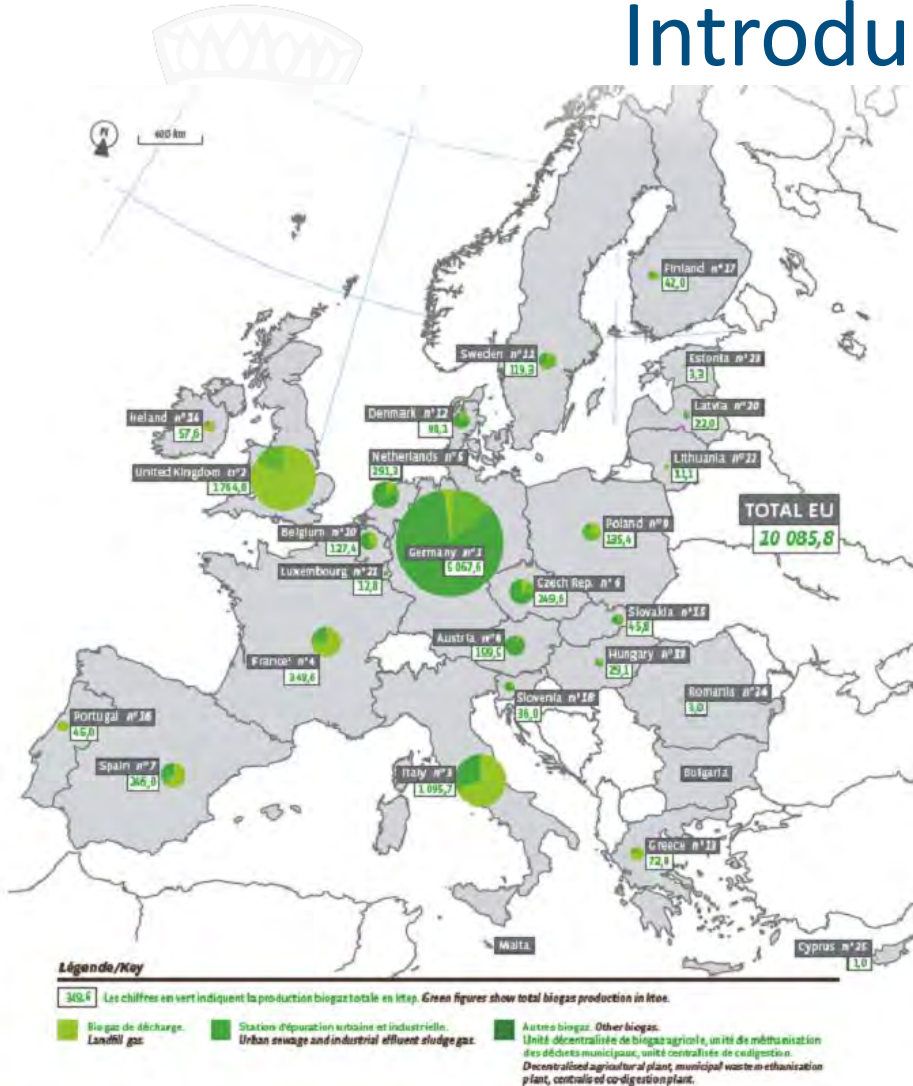 Introdu
N
400 km
Finland n°17
42,0
Sweden n°11
119,3
Estonia n°23
3,3
Denmark n°12
98,1
Latvia n°20
22,0
Ireland n°14
57,6
Netherlands n°5
291,3
Lithuania n°22
11,1
United Kingdom n°2
1 764,8
TOTAL EU
10 085,8
Poland n°9
135,4
Belgium n°10
127,4
Germany n°1
5 067,6
Luxembourg n°21
12,8
Czech Rep. n°6
249,6
Slovakia n°15
45,8
Austria n°8
Hungary n°19
France¹ n°4
349,6
Romania n°24
3,0
Slovenia n°18
36,0
Portugal n°16
45,0
Spain n°7
246,0
Italy n°3
1 095,7
Bulgaria
Greece n°13
72,8
Malta
Cyprus n°25
1,0
Légende/Key
349,6 Les chiffres en vert indiquent la production biogaz totale en ktep. Green figures show total biogas production in ktoe.
Biogaz de décharge.
Landfill gas.
Station d'épuration urbaine et industrielle.
Urban sewage and industrial effluent sludge gas.
Autres biogaz. Other biogas.
Unité décentralisée de biogaz agricole, unité de méthanisation
des déchets municipaux, unité centralisée de codigestion.
Decentralised agricultural plant, municipal waste methanisation
plant, centralised co-digestion plant.